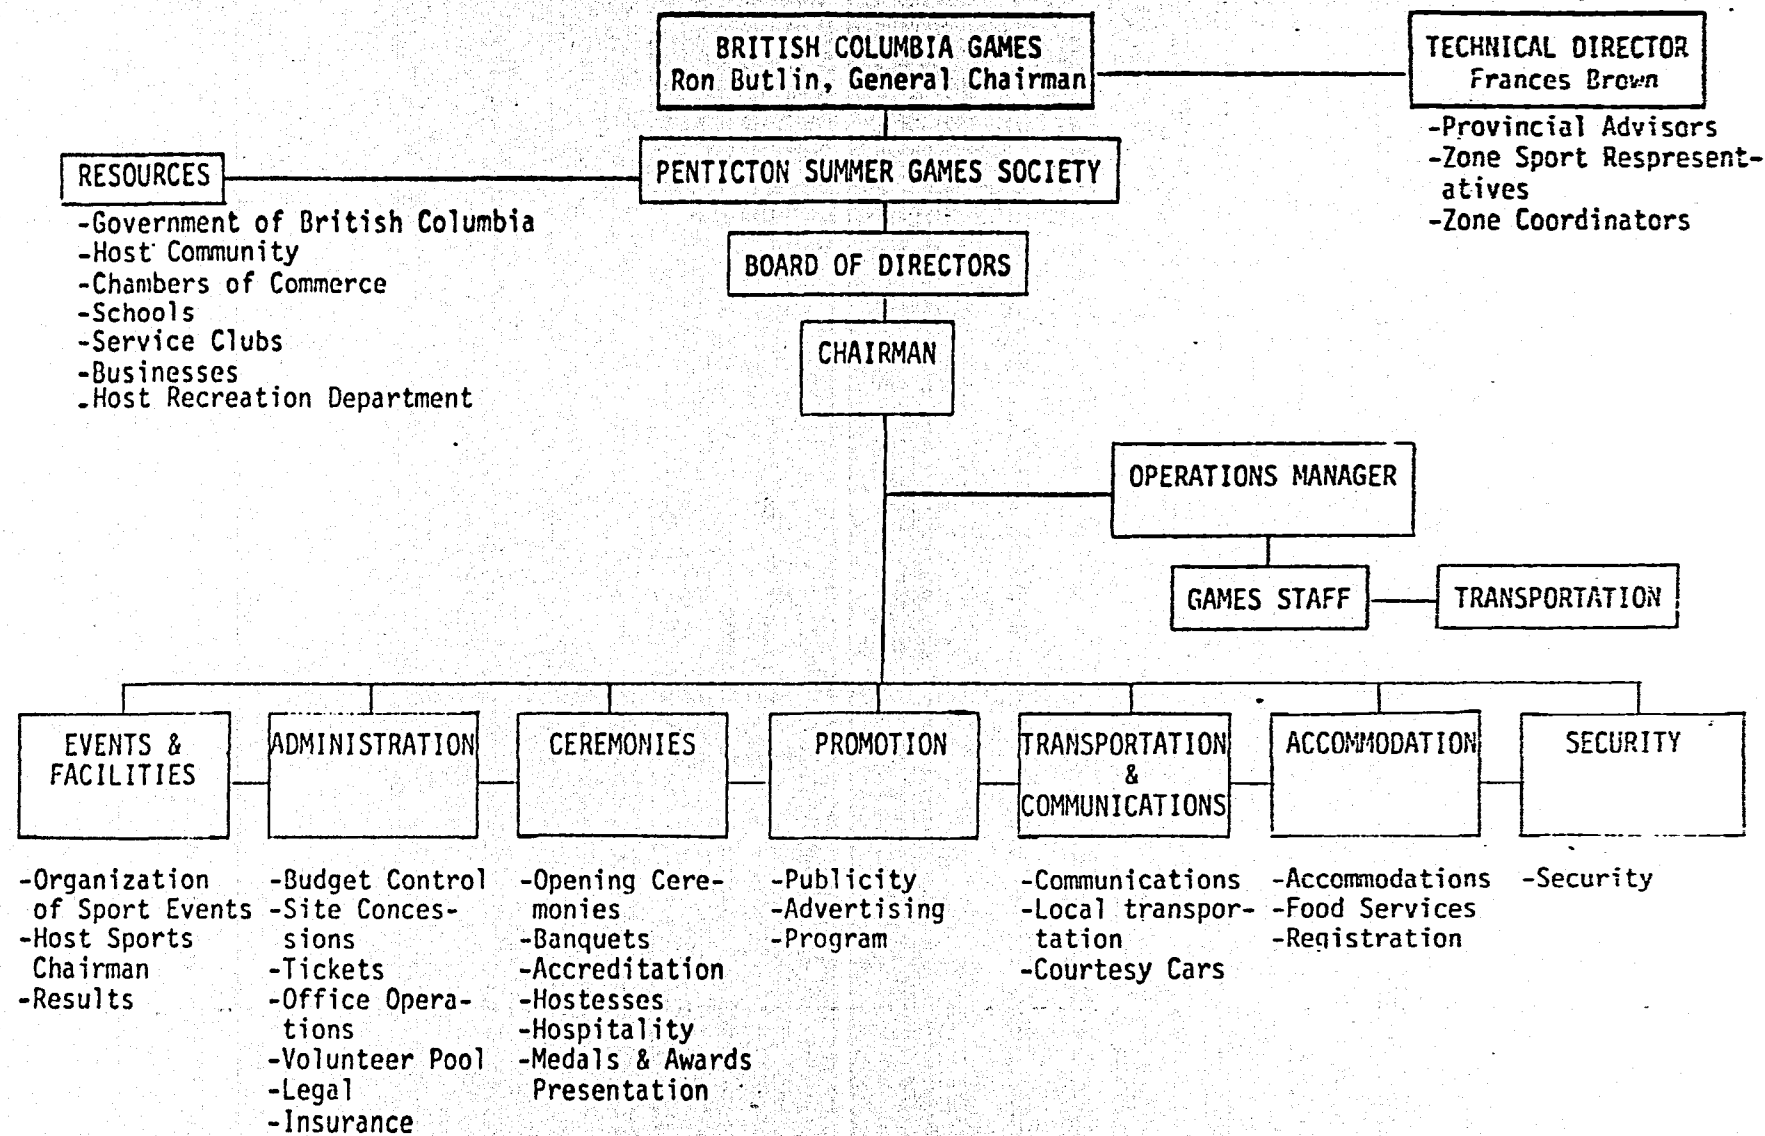 BRITISH COLUMBIA GAMES
Ron Butlin, General Chairman
TECHNICAL DIRECTOR
Frances Brown
-Provincial Advisors
-Zone Sport Respresent-
atives
-Zone Coordinators
PENTICTON SUMMER GAMES SOCIETY
RESOURCES
-Government of British Columbia
-Host Community
-Chambers of Commerce
-Schools
-Service Clubs
-Businesses
-Host Recreation Department
BOARD OF DIRECTORS
CHAIRMAN
OPERATIONS MANAGER
GAMES STAFF
TRANSPORTATION
EVENTS &
FACILITIES
-Organization
of Sport Events
-Host Sports
Chairman
-Results
ADMINISTRATION
-Budget Control
-Site Conces-
sions
-Tickets
-Office Opera-
tions
-Volunteer Pool
-Legal
-Insurance
CEREMONIES
-Opening Cere-
monies
-Banquets
-Accreditation
-Hostesses
-Hospitality
-Medals & Awards
Presentation
PROMOTION
-Publicity
-Advertising
-Program
TRANSPORTATION
&
COMMUNICATIONS
-Communications
-Local transpor-
tation
-Courtesy Cars
ACCOMMODATION
-Accommodations
-Food Services
-Registration
SECURITY
-Security